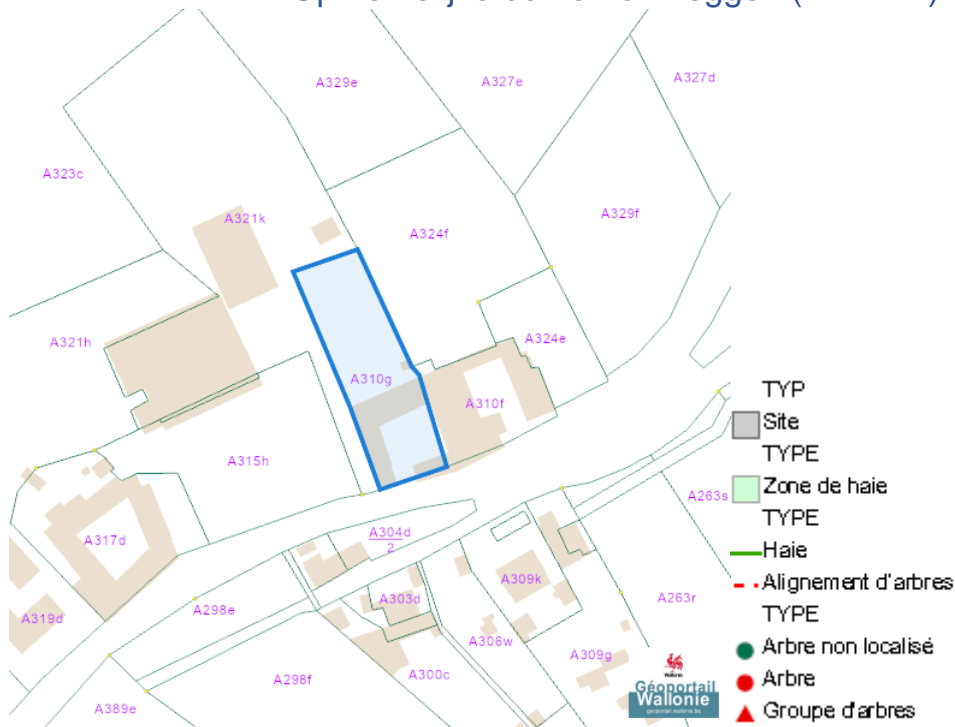 A329e
A327e
A327d
A323c
A321k
A329f
A324f
A321h
A324e
A310g
A310f
A315h
A263s
A304d
2
A317d
A309k
A303d
A319d
A298e
A263r
A306w
A309g
A300c
A298f
A389e
TYP
Site
TYPE
Zone de haie
TYPE
Haie
Alignement d'arbres
TYPE
Arbre non localisé
Arbre
Groupe d'arbres
Wallonie
Géoportail
Wallonie
geoportail.wallonie.be